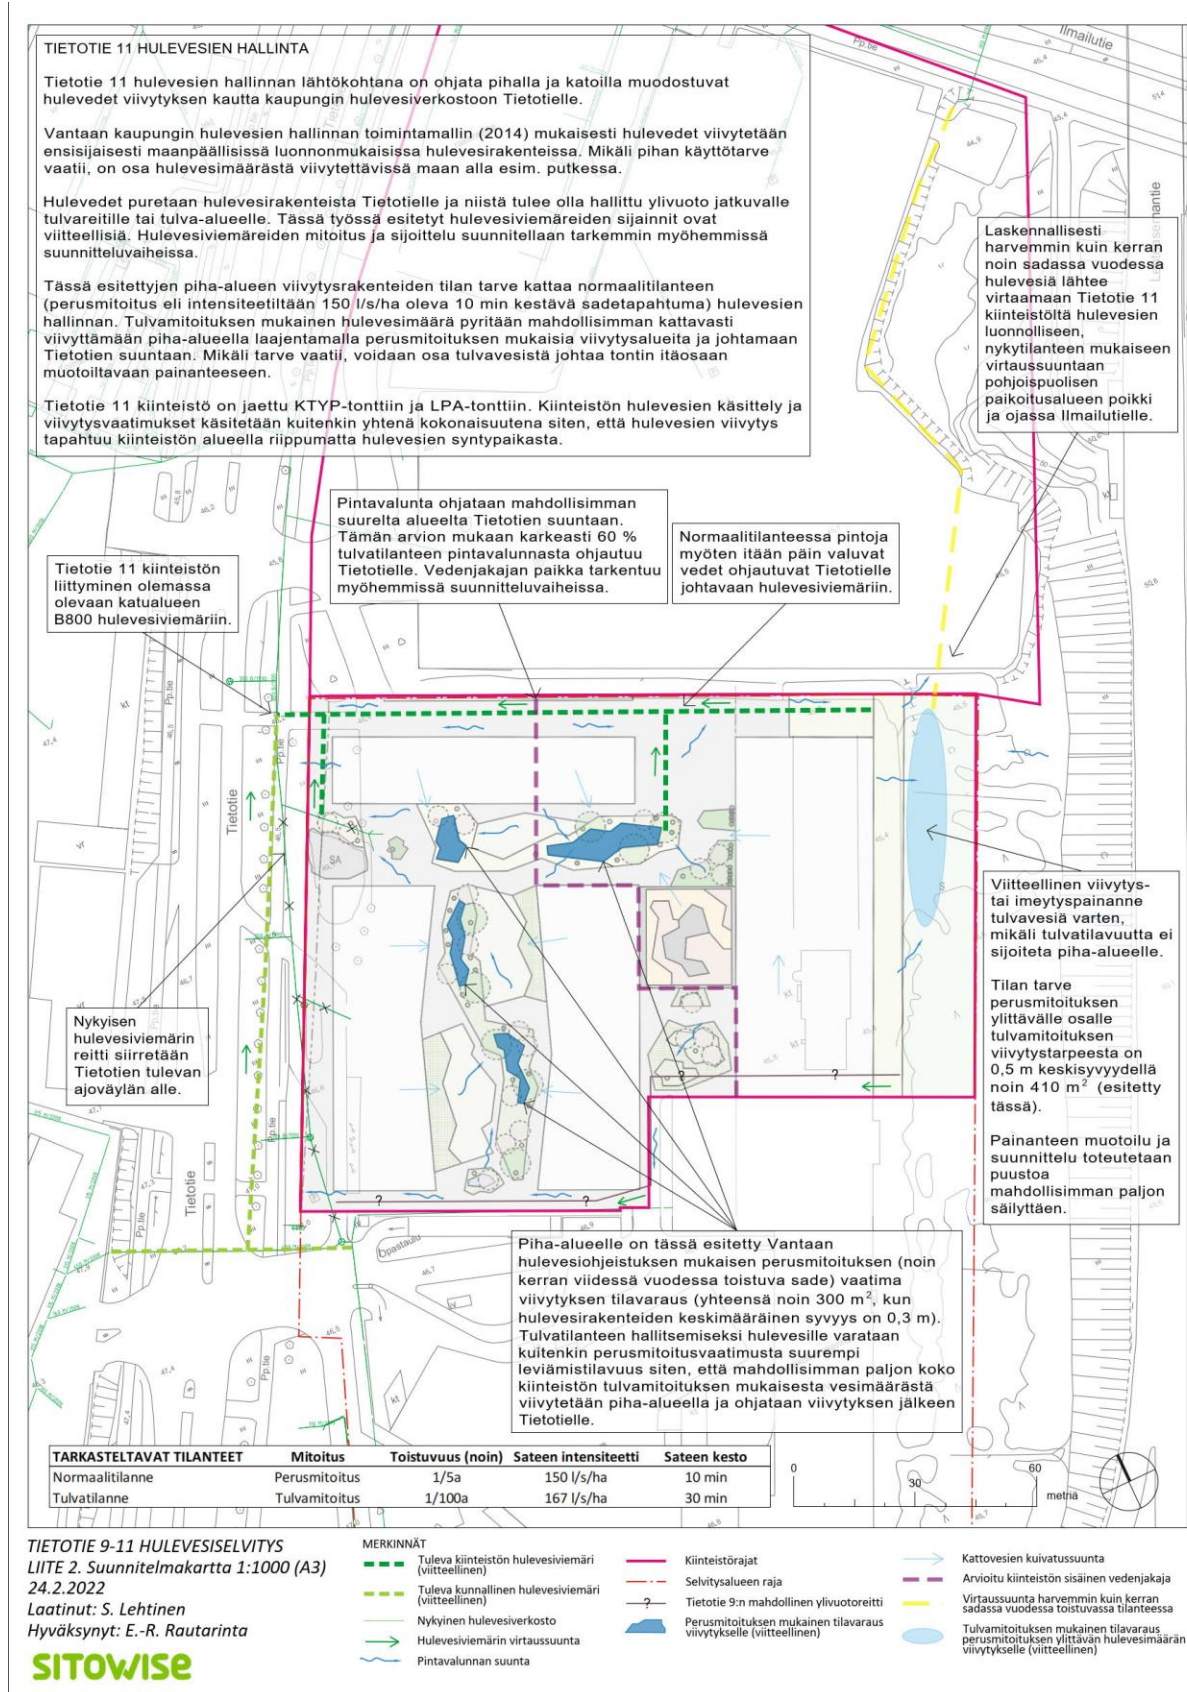 TIETOTIE 11 HULEVESIEN HALLINTA
Tietotie 11 hulevesien hallinnan lähtökohtana on ohjata pihalla ja katoilla muodostuvat
hulevedet viivytyksen kautta kaupungin hulevesiverkostoon Tietotielle.
Vantaan kaupungin hulevesien hallinnan toimintamallin (2014) mukaisesti hulevedet viivytetään
ensisijaisesti maanpäällisissä luonnonmukaisissa hulevesirakenteissa. Mikäli pihan käyttötarve
vaatii, on osa hulevesimäärästä viivytettävissä maan alla esim. putkessa.
Hulevedet puretaan hulevesirakenteista Tietotielle ja niistä tulee olla hallittu ylivuoto jatkuvalle
tulvareitille tai tulva-alueelle. Tässä työssä esitetyt hulevesiviemäreiden sijainnit ovat
viitteellisiä. Hulevesiviemäreiden mitoitus ja sijoittelu suunnitellaan tarkemmin myöhemmissä
suunnitteluvaiheissa.
Tässä esitettyjen piha-alueen viivytysrakenteiden tilan tarve kattaa normaalitilanteen
(perusmitoitus eli intensiteetiltään 150 l/s/ha oleva 10 min kestävä sadetapahtuma) hulevesien
hallinnan. Tulvamitoituksen mukainen hulevesimäärä pyritään mahdollisimman kattavasti
viivyttämään piha-alueella laajentamalla perusmitoituksen mukaisia viivytysalueita ja johtamaan
Tietotien suuntaan. Mikäli tarve vaatii, voidaan osa tulvavesistä johtaa tontin itäosaan
muotoiltavaan painanteeseen.
Tietotie 11 kiinteistö on jaettu KTYP-tonttiin ja LPA-tonttiin. Kiinteistön hulevesien käsittely ja
viivytysvaatimukset käsitetään kuitenkin yhtenä kokonaisuutena siten, että hulevesien viivytys
tapahtuu kiinteistön alueella riippumatta hulevesien syntypaikasta.
Ilmailutie
Pp.tie
Laskennallisesti
harvemmin kuin kerran
noin sadassa vuodessa
hulevesiä lähtee
virtaamaan Tietotie 11
kiinteistöltä hulevesien
luonnolliseen,
nykytilanteen mukaiseen
virtaussuuntaan
pohjoispuolisen
paikoitusalueen poikki
ja ojassa Ilmailutielle.
Pintavalunta ohjataan mahdollisimman
suurelta alueelta Tietotien suuntaan.
Tämän arvion mukaan karkeasti 60 %
tulvatilanteen pintavalunnasta ohjautuu
Tietotielle. Vedenjakajan paikka tarkentuu
myöhemmissä suunnitteluvaiheissa.
Normaalitilanteessa pintoja
myöten itään päin valuvat
vedet ohjautuvat Tietotielle
johtavaan hulevesiviemäriin.
Tietotie 11 kiinteistön
liittyminen olemassa
olevaan katualueen
B800 hulevesiviemäriin.
Tietotie
Pp.tie
SA
Viitteellinen viivytys-
tai imeytyspainanne
tulvavesiä varten,
mikäli tulvatilavuutta ei
sijoiteta piha-alueelle.
Tilan tarve
perusmitoituksen
ylittävälle osalle
tulvamitoituksen
viivytystarpeesta on
0,5 m keskisyvyydellä
noin 410 m² (esitetty
tässä).
Painanteen muotoilu ja
suunnittelu toteutetaan
puustoa
mahdollisimman paljon
säilyttäen.
Nykyisen
hulevesiviemärin
reitti siirretään
Tietotien tulevan
ajoväylän alle.
Tietotie
Pp.tie
Opastaulu
Piha-alueelle on tässä esitetty Vantaan
hulevesiohjeistuksen mukaisen perusmitoituksen (noin
kerran viidessä vuodessa toistuva sade) vaatima
viivytyksen tilavaraus (yhteensä noin 300 m², kun
hulevesirakenteiden keskimääräinen syvyys on 0,3 m).
Tulvatilanteen hallitsemiseksi hulevesille varataan
kuitenkin perusmitoitusvaatimusta suurempi
leviämistilavuus siten, että mahdollisimman paljon koko
kiinteistön tulvamitoituksen mukaisesta vesimäärästä
viivytetään piha-alueella ja ohjataan viivytyksen jälkeen
Tietotielle.
TARKASTELTAVAT TILANTEET Mitoitus Toistuvuus (noin) Sateen intensiteetti Sateen kesto
Normaalitilanne Perusmitoitus 1/5a 150 l/s/ha 10 min
Tulvatilanne Tulvamitoitus 1/100a 167 l/s/ha 30 min
0 30 60
metriä
TIETOTIE 9-11 HULEVESISELVITYS
LIITE 2. Suunnitelmakartta 1:1000 (A3)
24.2.2022
Laatinut: S. Lehtinen
Hyväksynyt: E.-R. Rautarinta
SITOWISE
MERKINNÄT
Tuleva kiinteistön hulevesiviemäri
(viitteellinen)
Tuleva kunnallinen hulevesiviemäri
(viitteellinen)
Nykyinen hulevesiverkosto
Hulevesiviemärin virtaussuunta
Pintavalunnan suunta
Kiinteistörajat
Selvitysalueen raja
? Tietotie 9:n mahdollinen ylivuotoreitti
Perusmitoituksen mukainen tilavaraus
viivytykselle (viitteellinen)
Kattovesien kuivatussuunta
Arvioitu kiinteistön sisäinen vedenjakaja
Virtaussuunta harvemmin kuin kerran
sadassa vuodessa toistuvassa tilanteessa
Tulvamitoituksen mukainen tilavaraus
perusmitoituksen ylittävän hulevesimäärän
viivytykselle (viitteellinen)